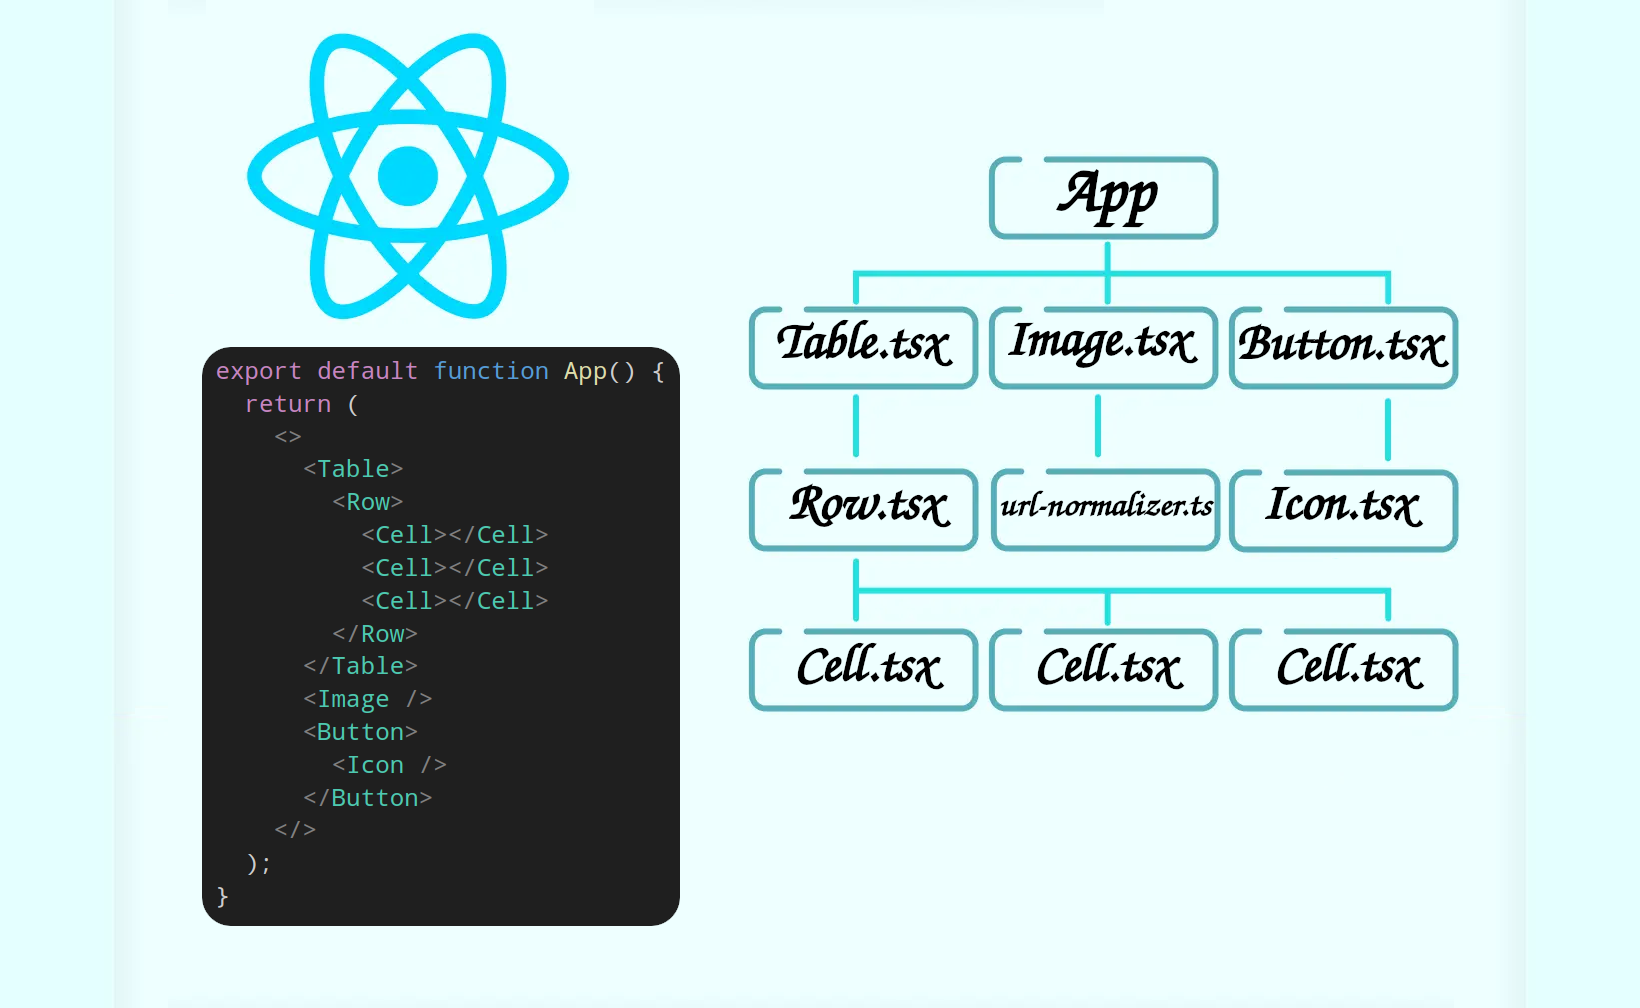 export default function App() {
  return (
    <>
      <Table>
        <Row>
          <Cell></Cell>
          <Cell></Cell>
          <Cell></Cell>
        </Row>
      </Table>
      <Image />
      <Button>
        <Icon />
      </Button>
    </>
  );
}
App
Table.tsx
Image.tsx
Button.tsx
Row.tsx
url-normalizer.ts
Icon.tsx
Cell.tsx
Cell.tsx
Cell.tsx